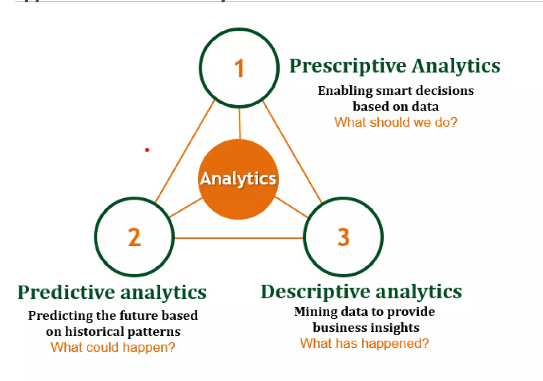 1
Prescriptive Analytics
Enabling smart decisions
based on data
What should we do?
Analytics
2
3
Predictive analytics
Predicting the future based
on historical patterns
What could happen?
Descriptive analytics
Mining data to provide
business insights
What has happened?